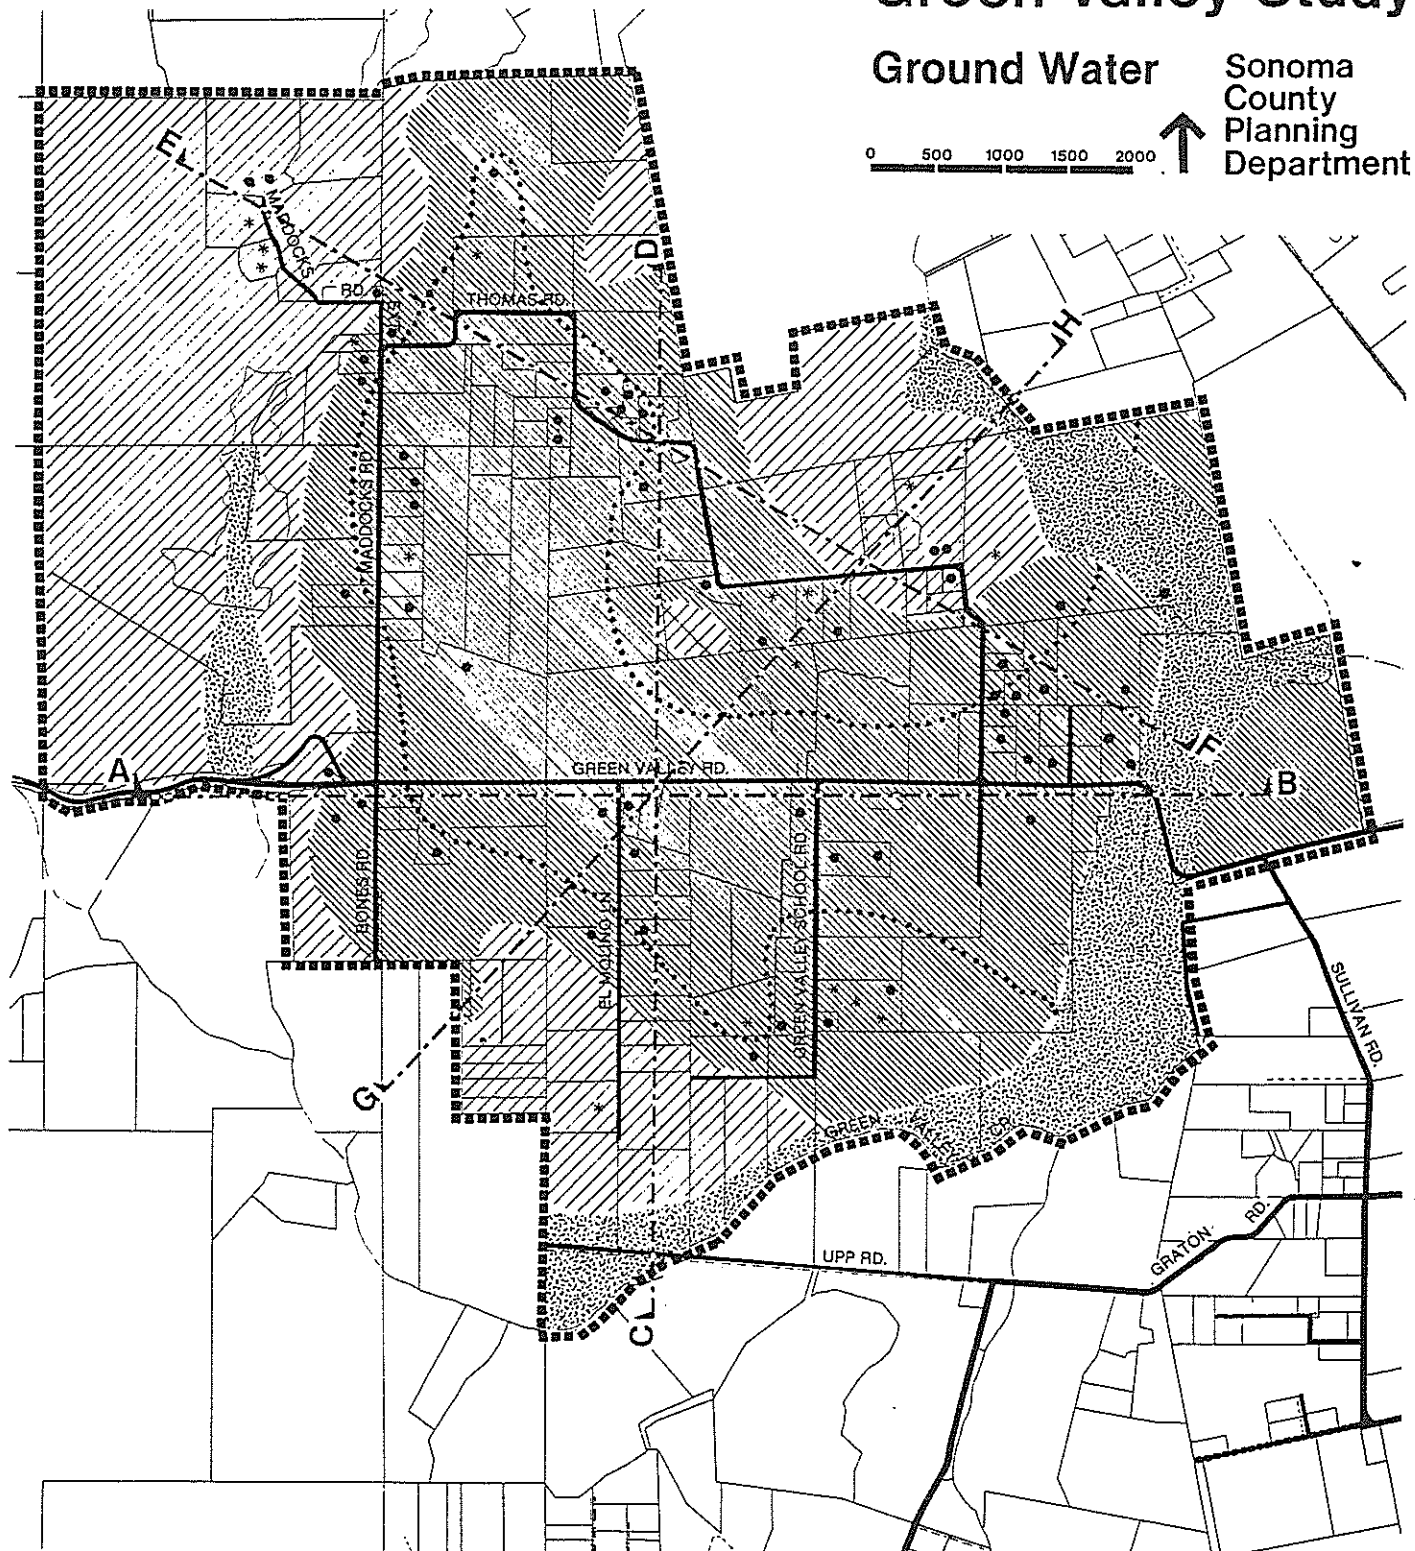 Green Valley Study
Ground Water
Sonoma
County
Planning
Department
0 500 1000 1500 2000
E
MADDOCKS
RD.
THOMAS RD.
D
H
MADDOCKS RD.
A
GREEN VALLEY RD.
F
B
BONES RD.
EL MOLINO LN.
GREEN VALLEY SCHOOL RD.
SULLIVAN RD.
G
GREEN VALLEY CR.
UPP RD.
GRATON RD.
C